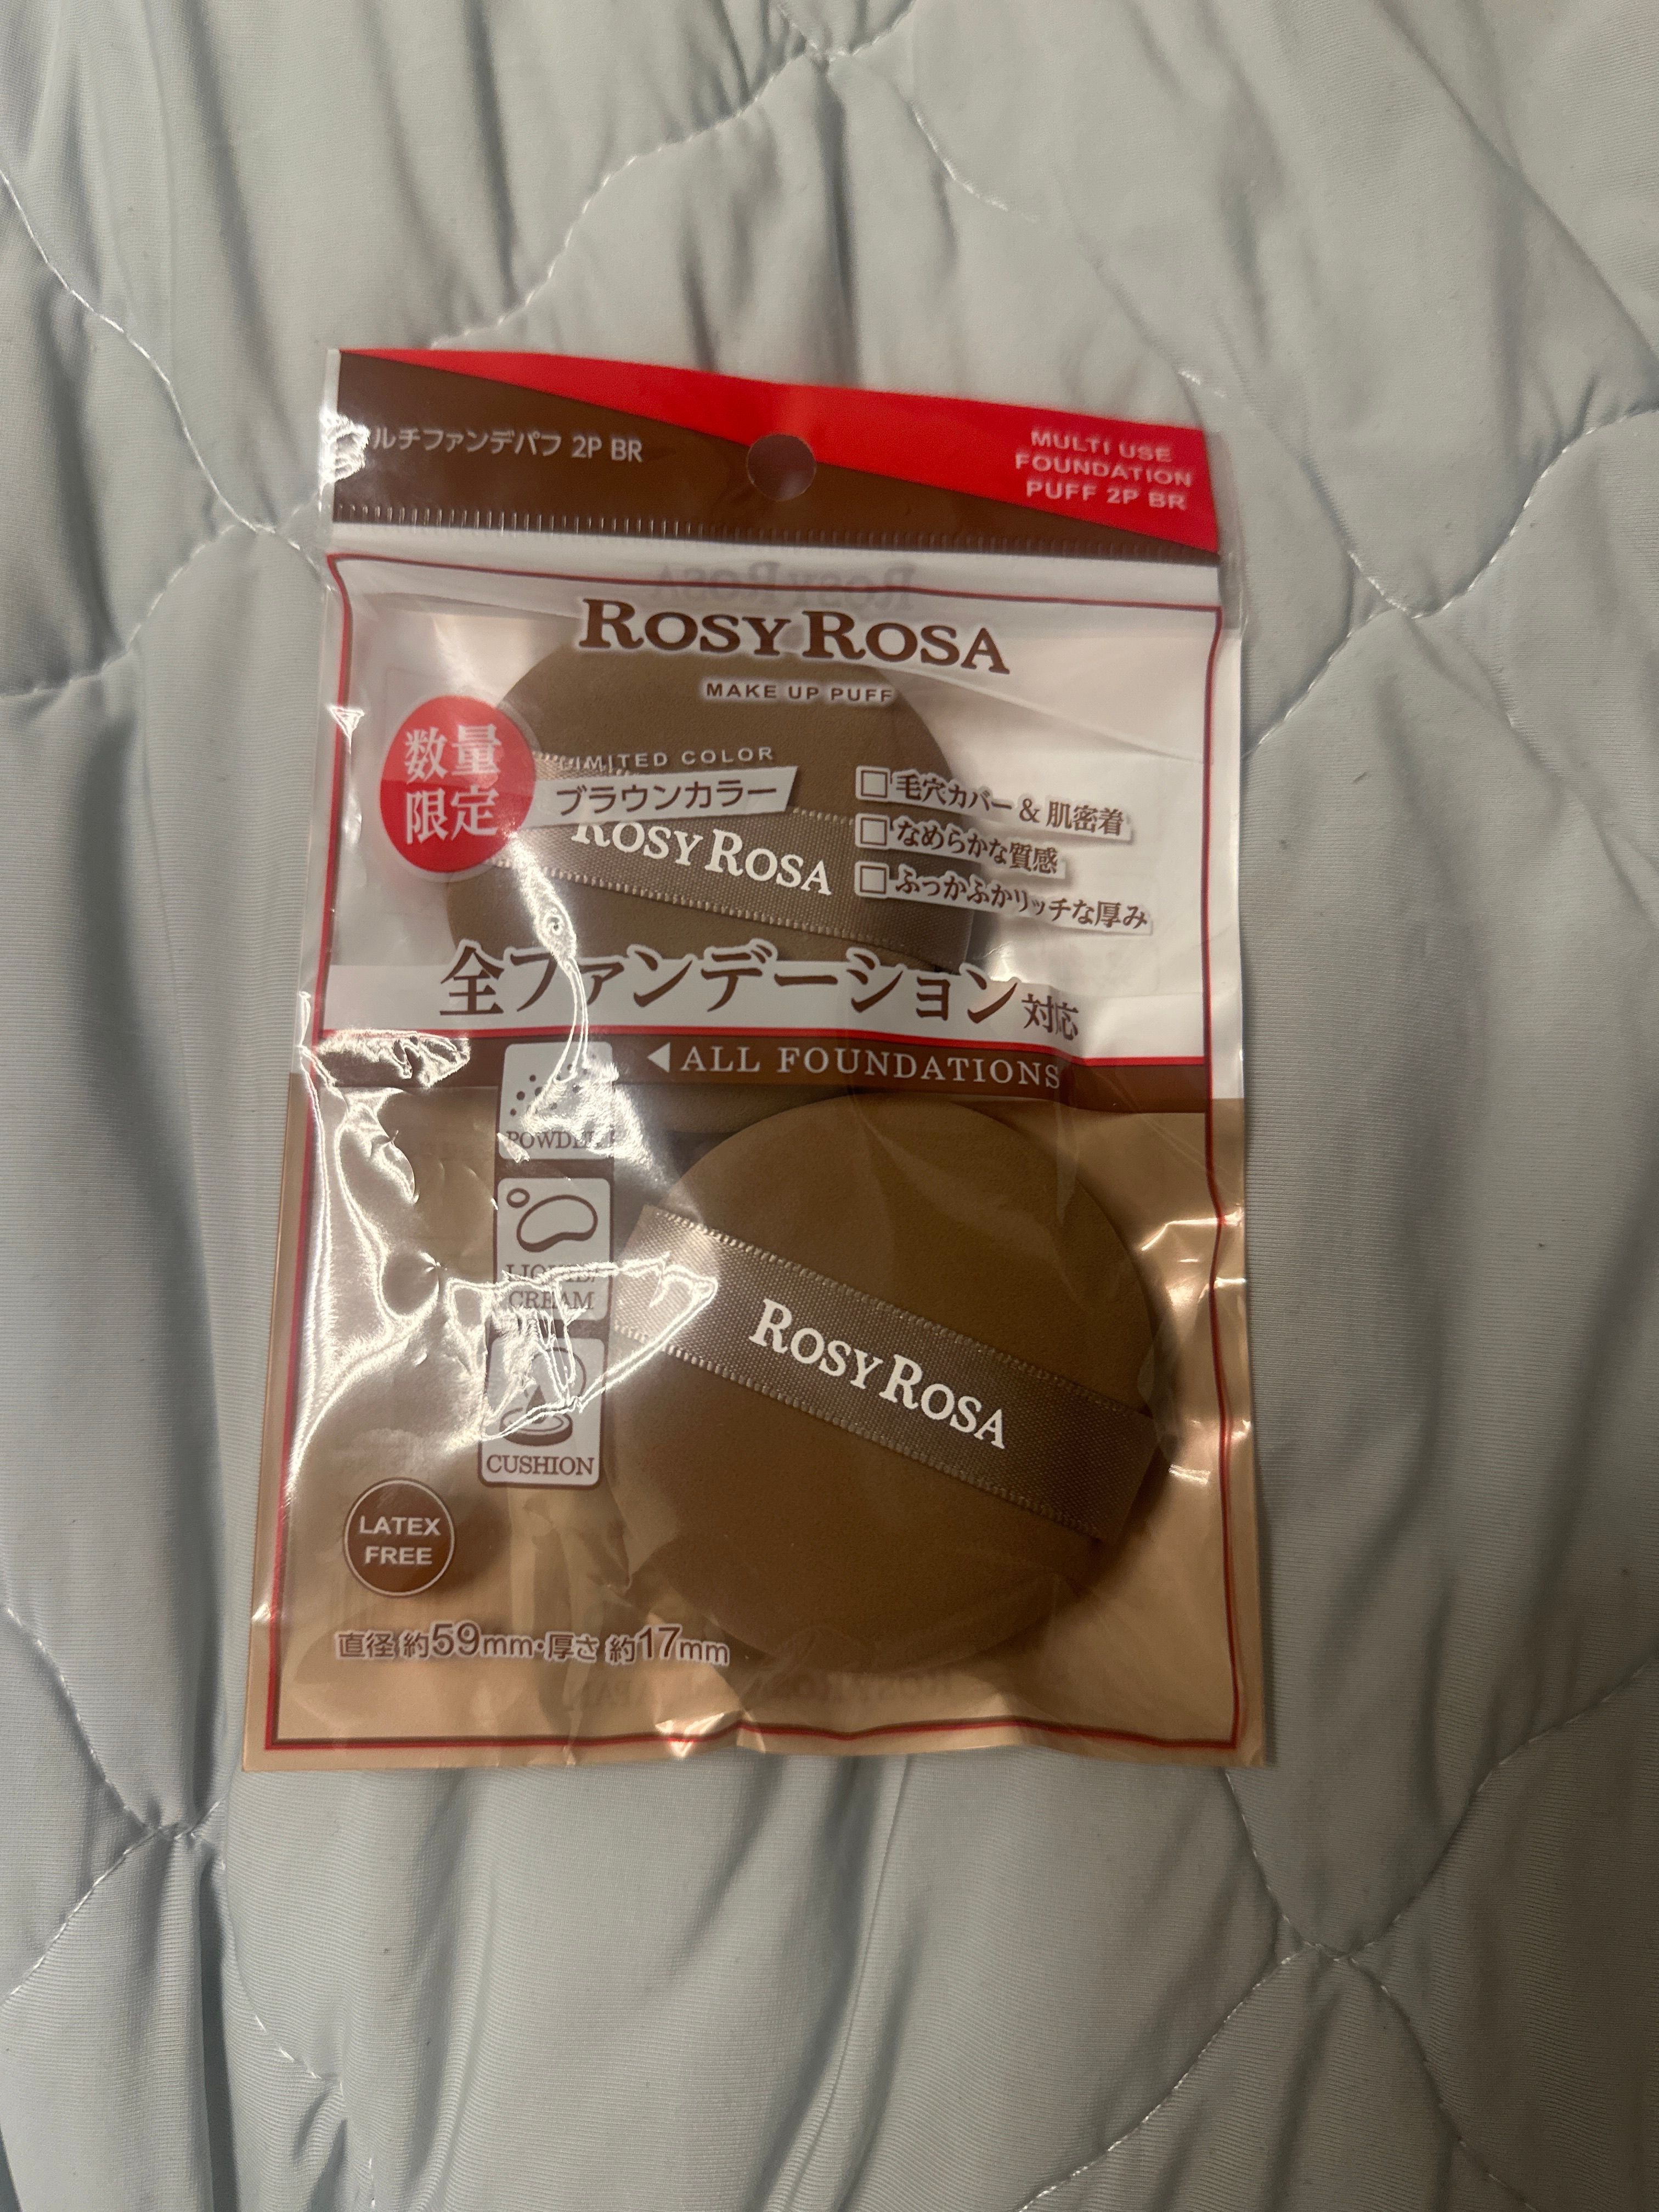 ルチファンデパフ 2P BR
MULTI USE
FOUNDATION
PUFF 2P BR
ROSY ROSA
MAKE UP PUFF
数量
限定
LIMITED COLOR
ブラウンカラー
ROSY ROSA
□毛穴カバー & 肌密着
□なめらかな質感
□ふっかふかリッチな厚み
全ファンデーション対応
◀ALL FOUNDATIONS
POWDER
LIQUID/
CREAM
CUSHION
ROSY ROSA
LATEX
FREE
直径 約59mm・厚さ 約17mm